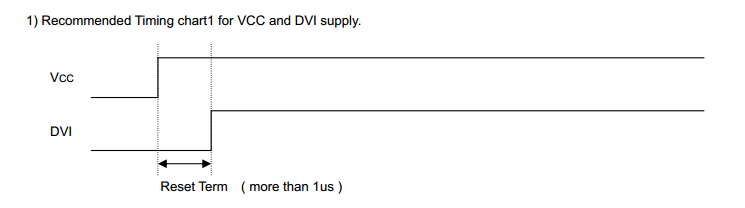 1) Recommended Timing chart1 for VCC and DVI supply.
Vcc
DVI
Reset Term ( more than 1us )